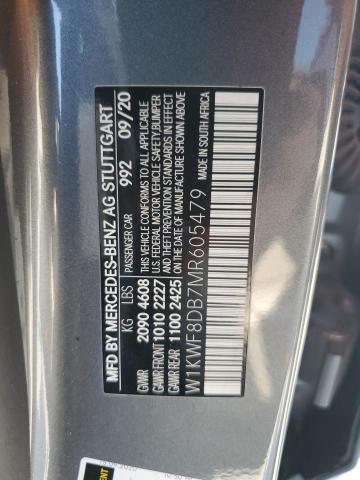 MFD BY MERCEDES-BENZ AG STUTTGART
PASSENGER CAR 992 09/20
KG LBS
GVWR 2090 4608 THIS VEHICLE CONFORMS TO ALL APPLICABLE
GAWR FRONT 1010 2227 U.S. FEDERAL MOTOR VEHICLE SAFETY,BUMPER
GAWR REAR 1100 2425 AND THEFT PREVENTION STANDARDS IN EFFECT
ON THE DATE OF MANUFACTURE SHOWN ABOVE
W1KWF8DB7MR605479
MADE IN SOUTH AFRICA